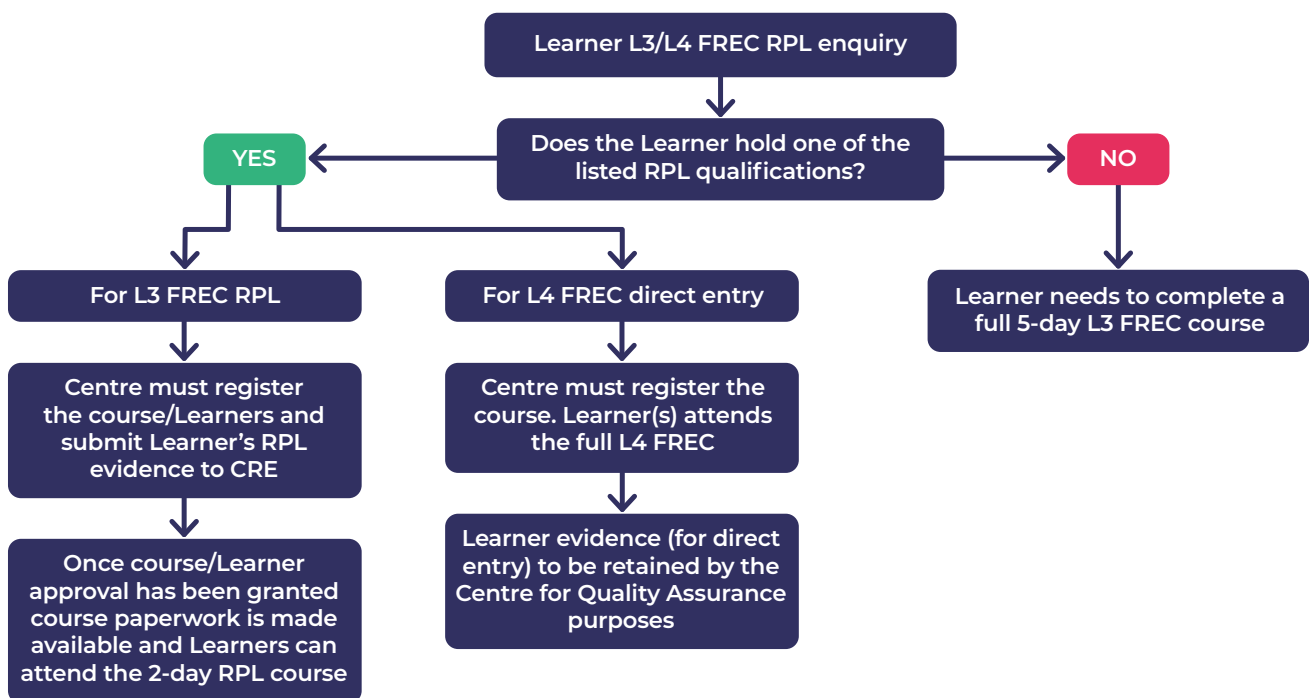 Learner L3/L4 FREC RPL enquiry
Does the Learner hold one of the
listed RPL qualifications?
YES
NO
For L3 FREC RPL
For L4 FREC direct entry
Learner needs to complete a
full 5-day L3 FREC course
Centre must register
the course/Learners and
submit Learner’s RPL
evidence to CRE
Centre must register the
course. Learner(s) attends
the full L4 FREC
Once course/Learner
approval has been granted
course paperwork is made
available and Learners can
attend the 2-day RPL course
Learner evidence (for direct
entry) to be retained by the
Centre for Quality Assurance
purposes